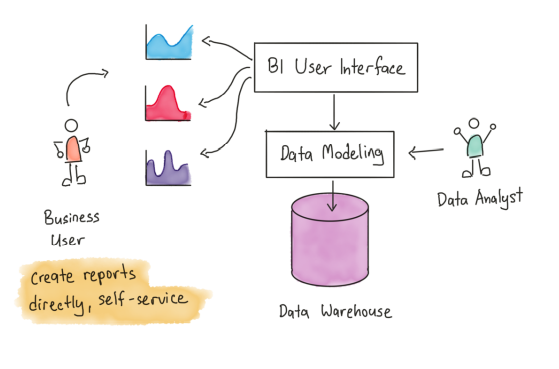 BI User Interface
Data Modeling
Data Analyst
Business
User
Create reports
directly, self-service
Data Warehouse